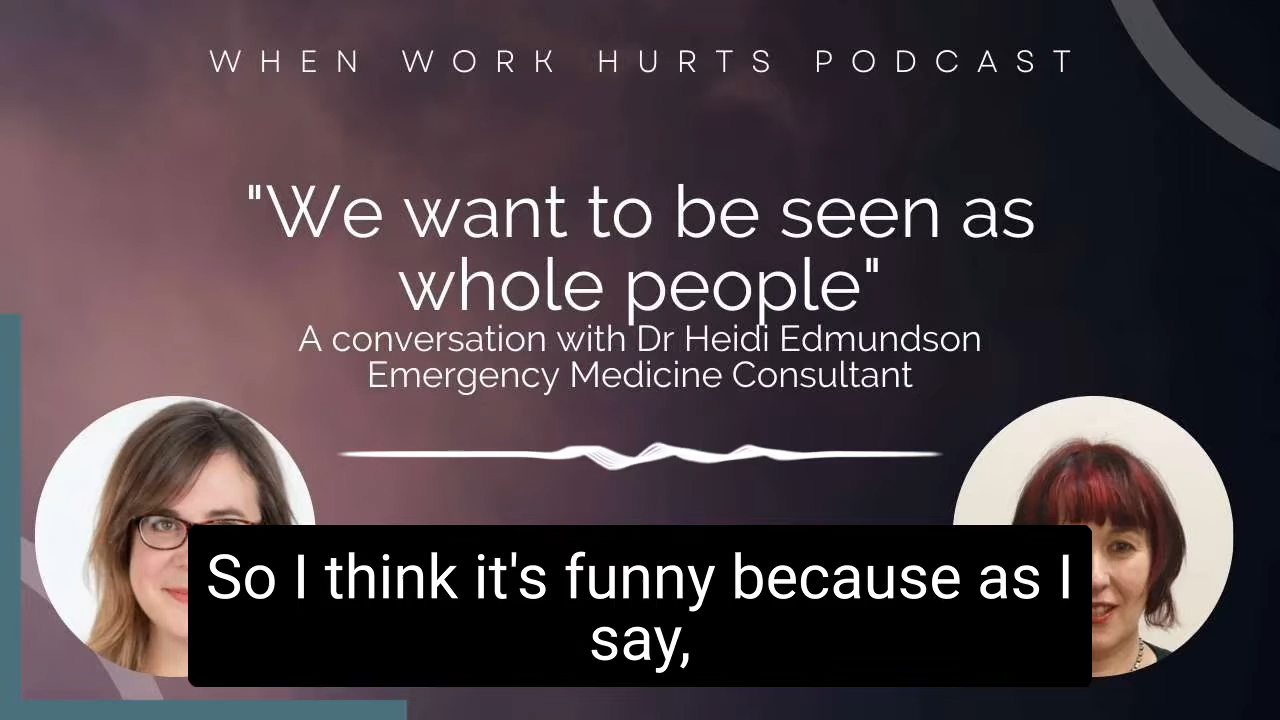 WHEN WORK HURTS PODCAST
"We want to be seen as
whole people"
A conversation with Dr Heidi Edmundson
Emergency Medicine Consultant
So I think it's funny because as I
say,